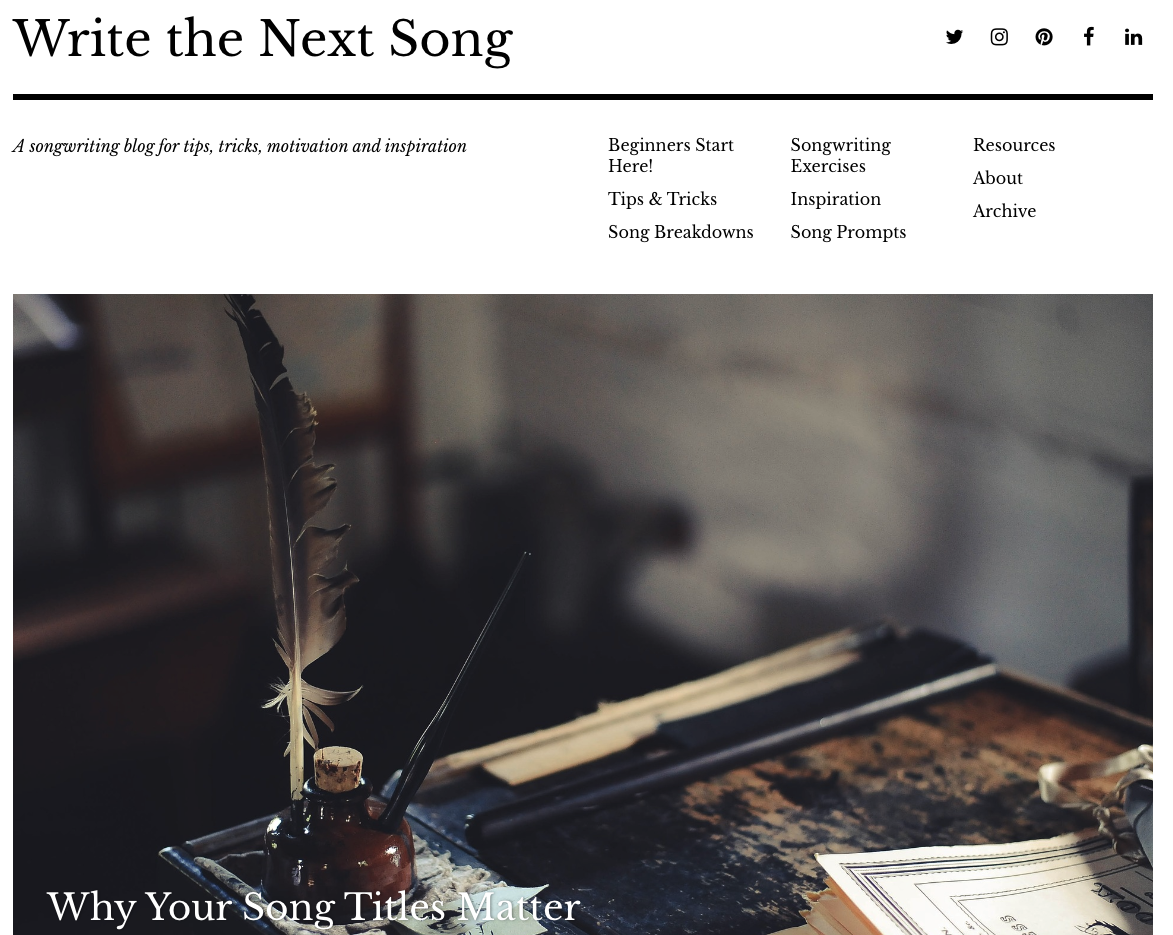 Write the Next Song
A songwriting blog for tips, tricks, motivation and inspiration
Beginners Start
Here!
Tips & Tricks
Song Breakdowns
Songwriting
Exercises
Inspiration
Song Prompts
Resources
About
Archive
Why Your Song Titles Matter